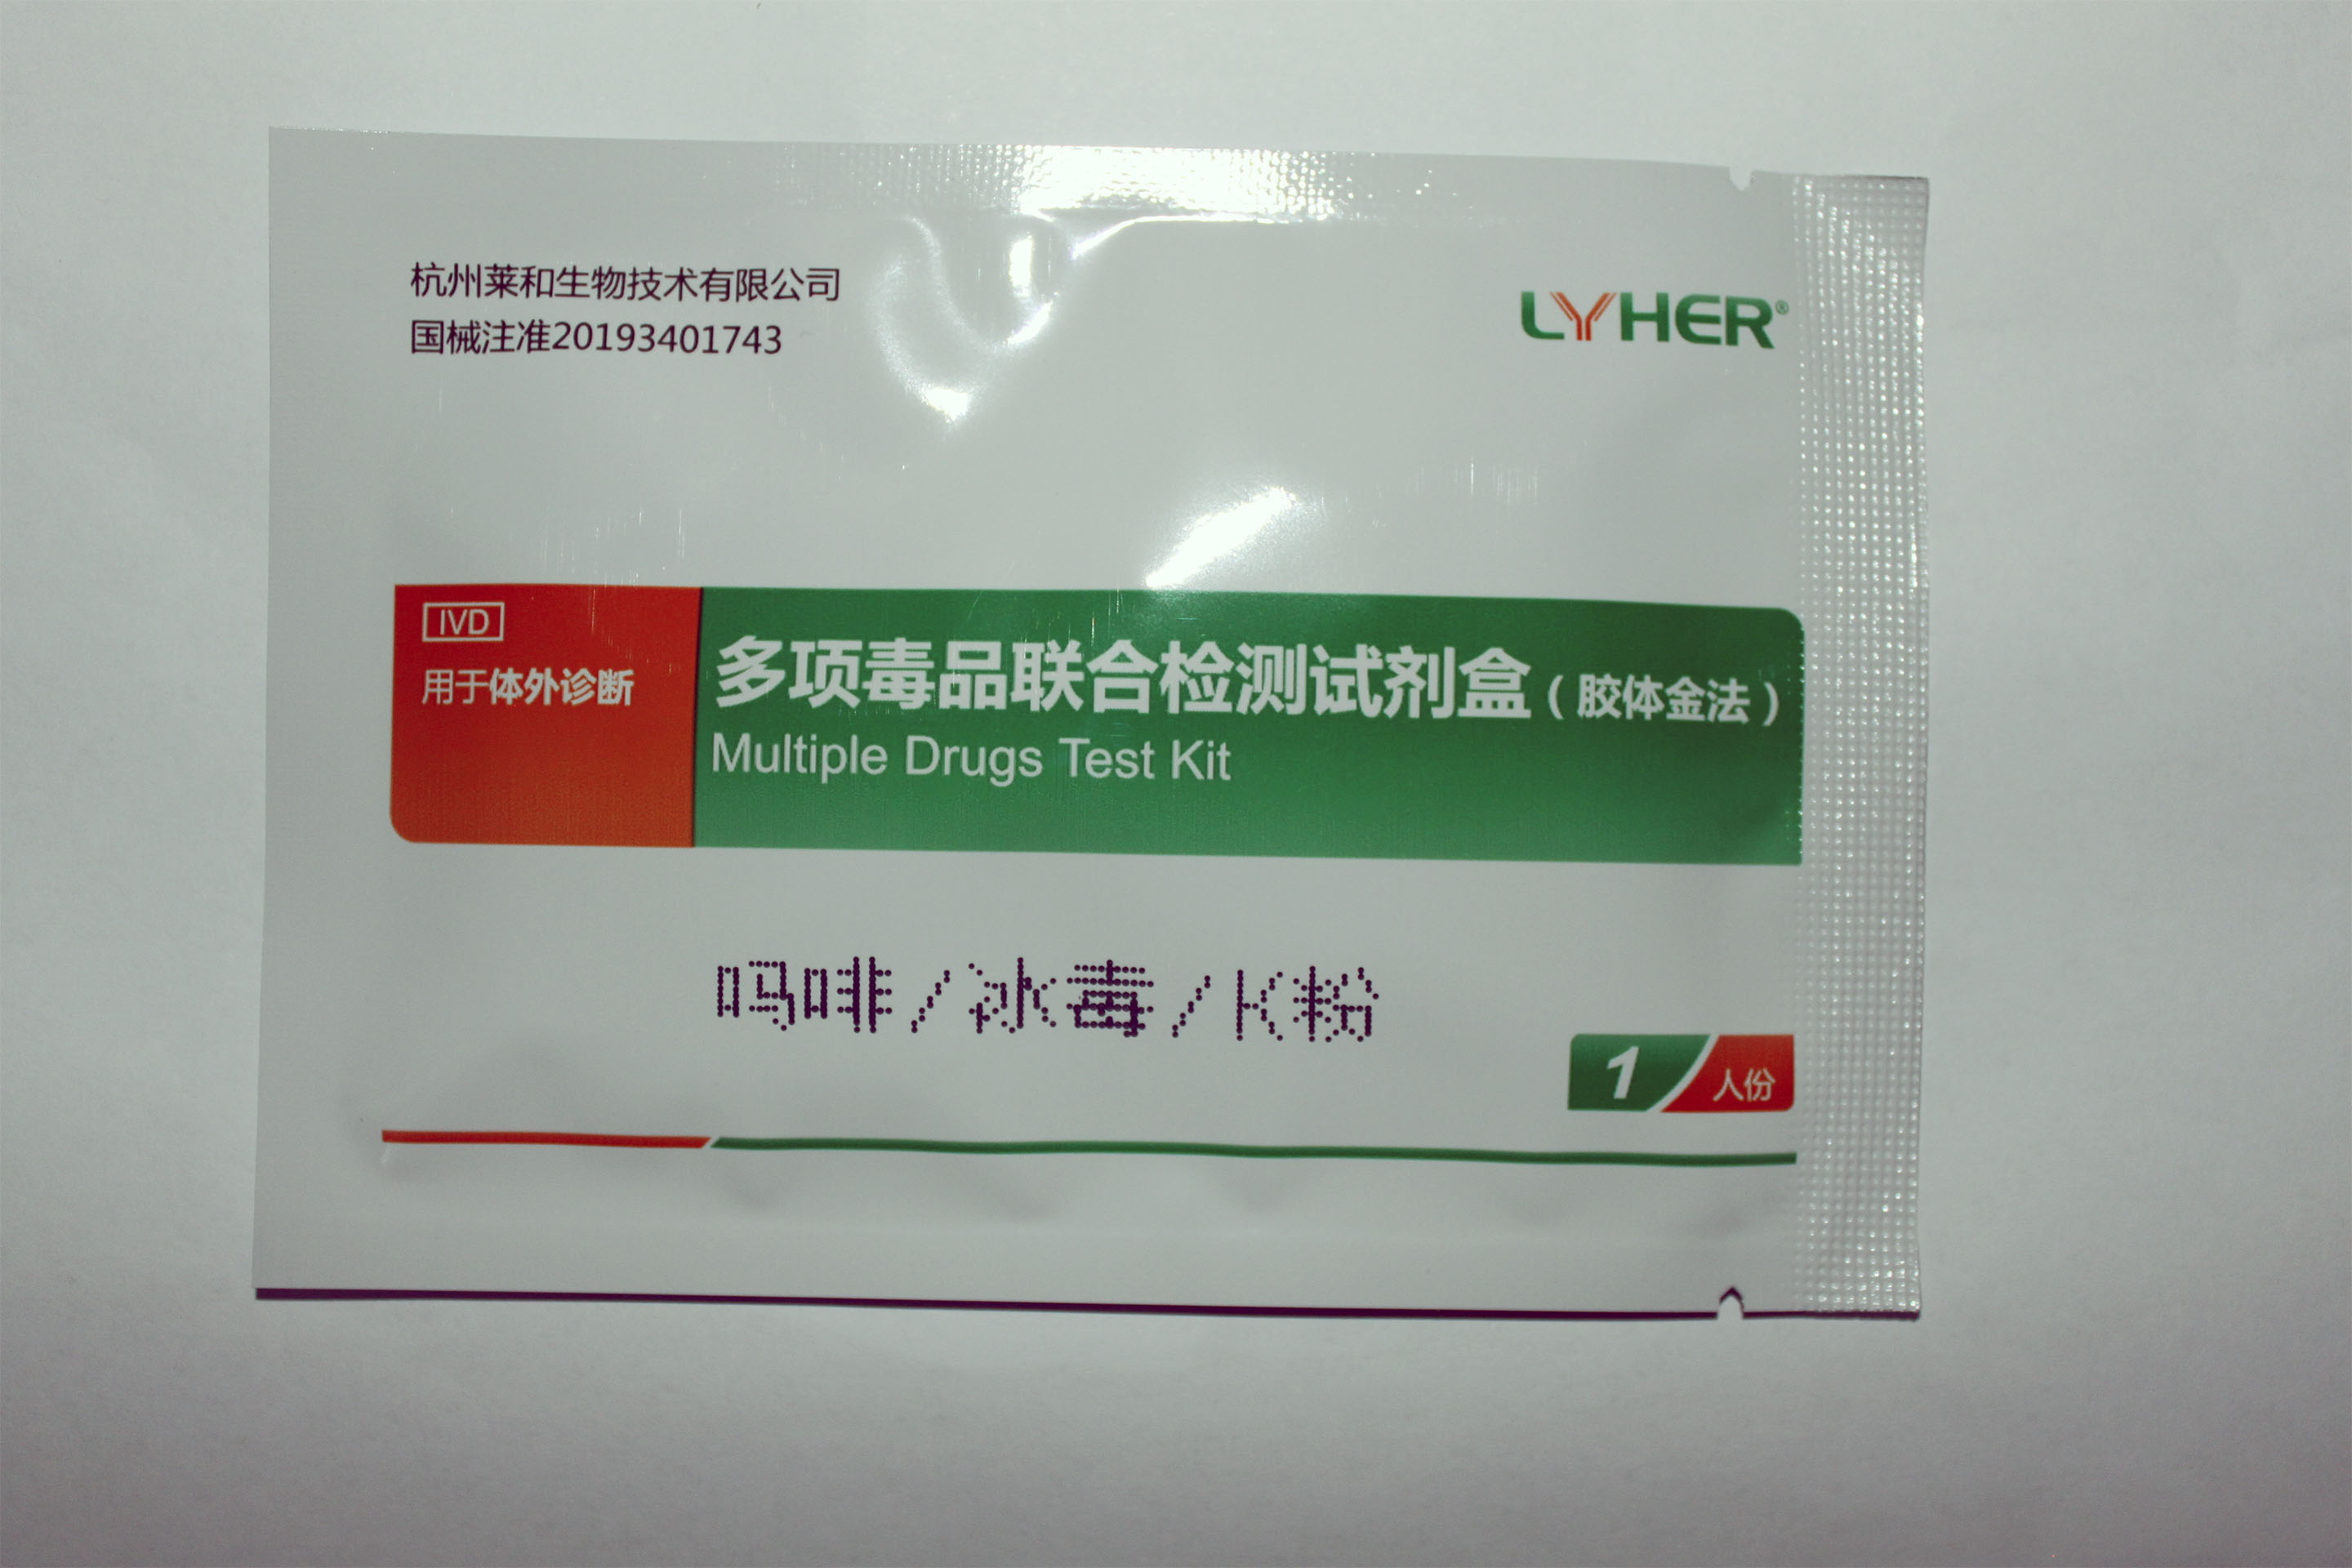 杭州莱和生物技术有限公司
国械注准20193401743
LYHER®
IVD
用于体外诊断
多项毒品联合检测试剂盒（胶体金法）
Multiple Drugs Test Kit
吗啡/冰毒/K粉
1人份